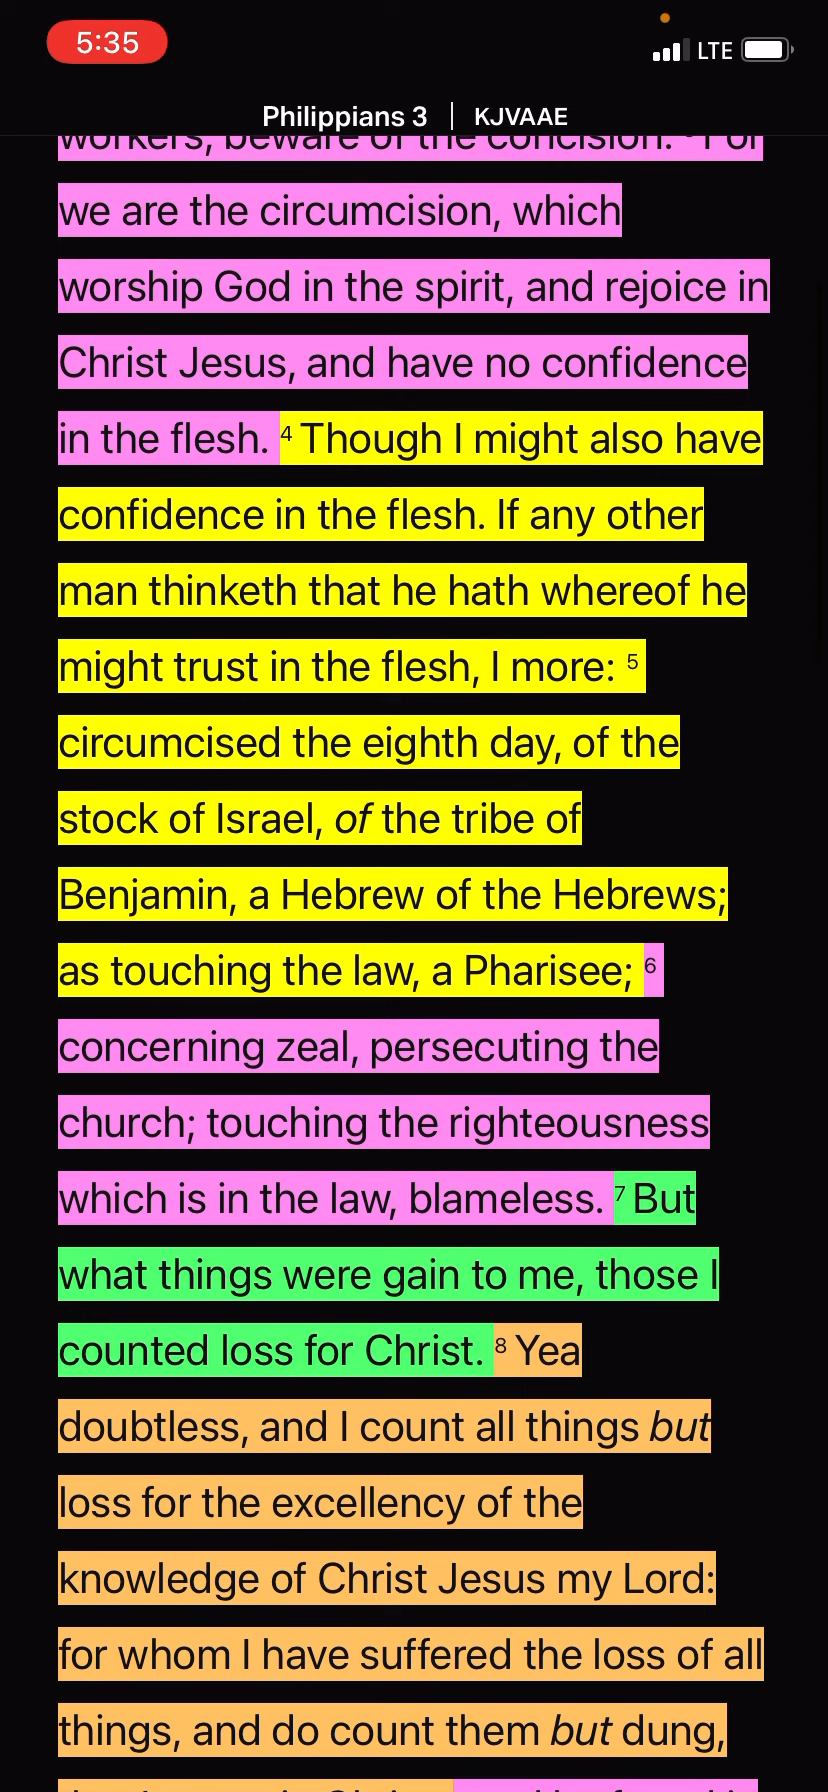 5:35
LTE
Philippians 3 | KJVAAE
workers, beware of the concision. 3 For
we are the circumcision, which
worship God in the spirit, and rejoice in
Christ Jesus, and have no confidence
in the flesh. 4 Though I might also have
confidence in the flesh. If any other
man thinketh that he hath whereof he
might trust in the flesh, I more: 5
circumcised the eighth day, of the
stock of Israel, of the tribe of
Benjamin, a Hebrew of the Hebrews;
as touching the law, a Pharisee; 6
concerning zeal, persecuting the
church; touching the righteousness
which is in the law, blameless. 7 But
what things were gain to me, those I
counted loss for Christ. 8 Yea
doubtless, and I count all things but
loss for the excellency of the
knowledge of Christ Jesus my Lord:
for whom I have suffered the loss of all
things, and do count them but dung,